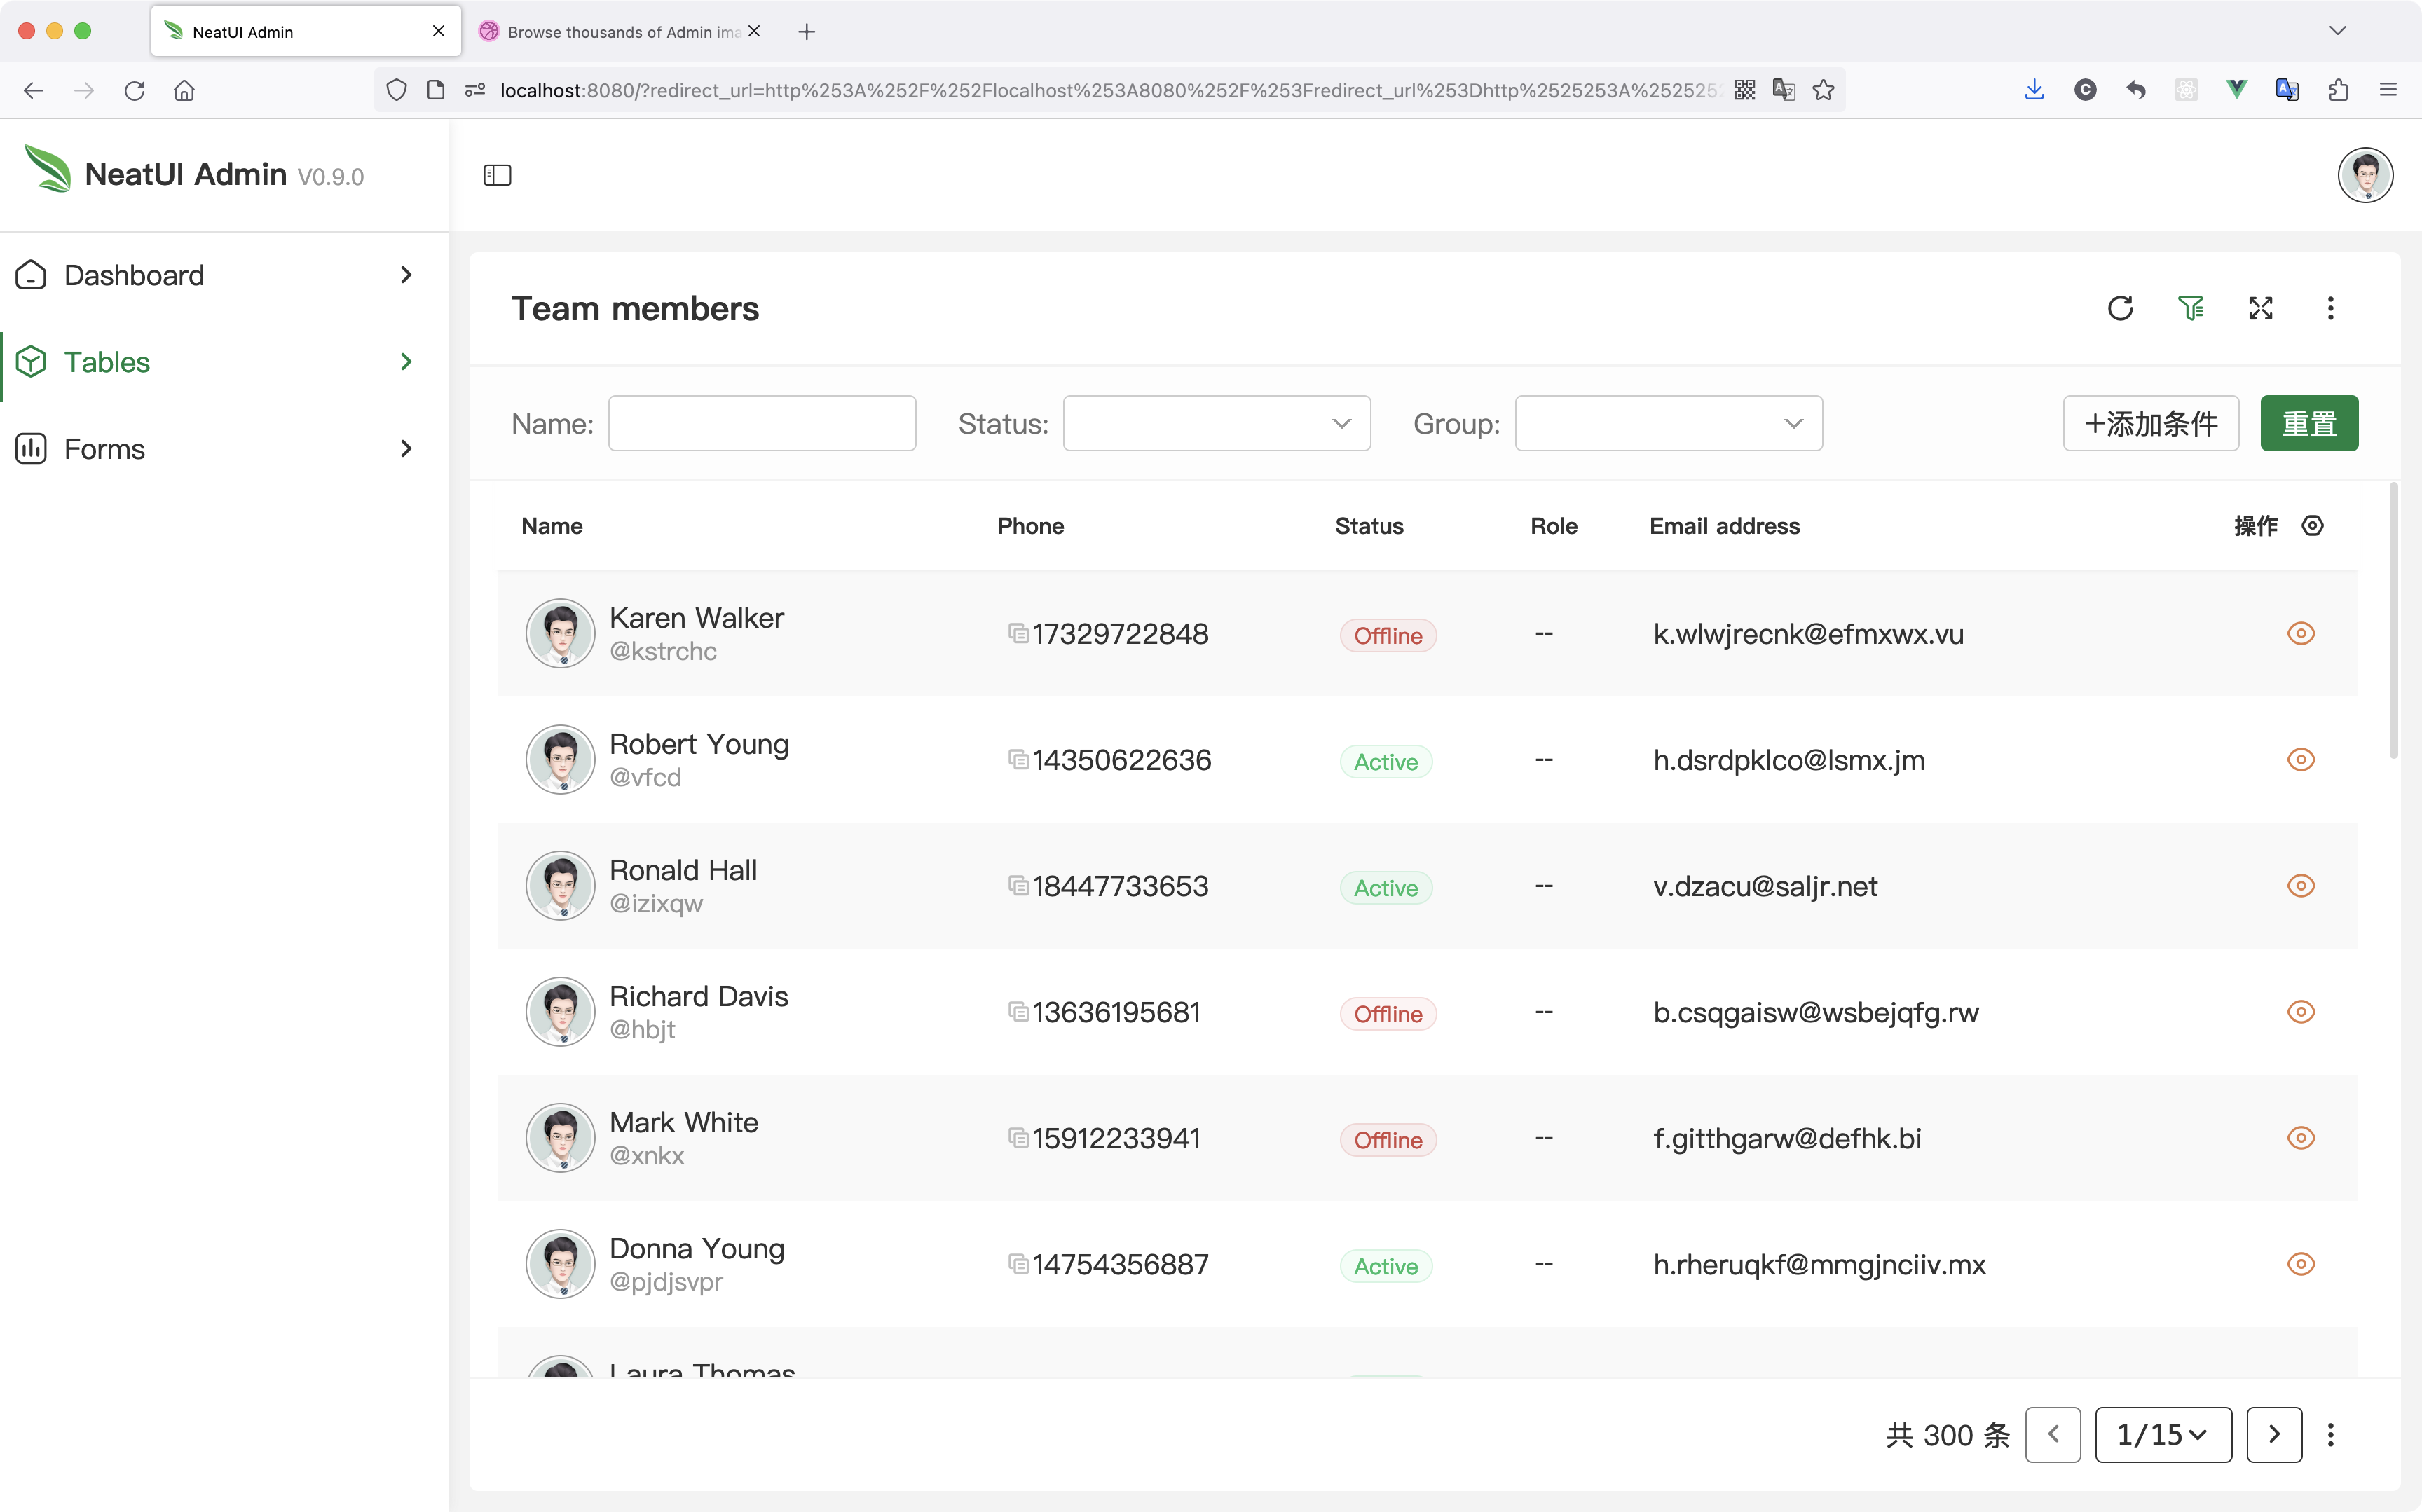 NeatUI Admin
Browse thousands of Admin ima
localhost:8080/?redirect_url=http%253A%252F%252Flocalhost%253A8080%252F%253Fredirect_url%253Dhttp%2525253A%252525
NeatUI Admin V0.9.0
Dashboard
Tables
Forms
Team members
Name:
Status:
Group:
+添加条件
重置
Name Phone Status Role Email address 操作
Karen Walker
@kstrchc
17329722848 Offline -- k.wlwjrecnk@efmxwx.vu
Robert Young
@vfcd
14350622636 Active -- h.dsrdpklco@lsmx.jm
Ronald Hall
@izixqw
18447733653 Active -- v.dzacu@saljr.net
Richard Davis
@hbjt
13636195681 Offline -- b.csqgaisw@wsbejqfg.rw
Mark White
@xnkx
15912233941 Offline -- f.gitthgarw@defhk.bi
Donna Young
@pjdjsvpr
14754356887 Active -- h.rheruqkf@mmgjnciiv.mx
Laura Thomas
共 300 条
1/15